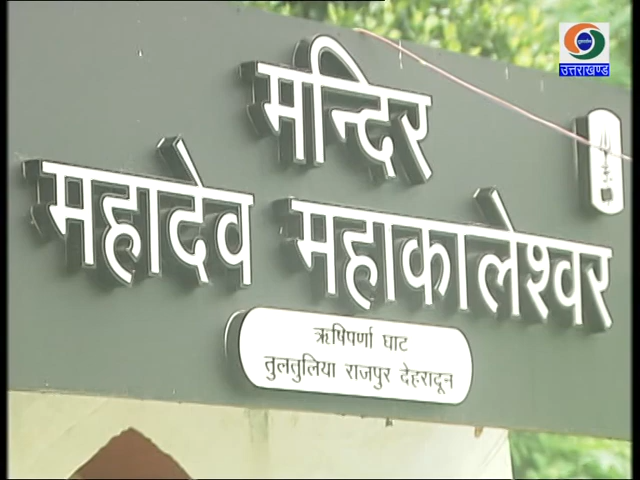 उत्तराखण्ड
मन्दिर
महादेव महाकालेश्वर
ऋषिपर्णा घाट
तुलतुलिया राजपुर देहरादून